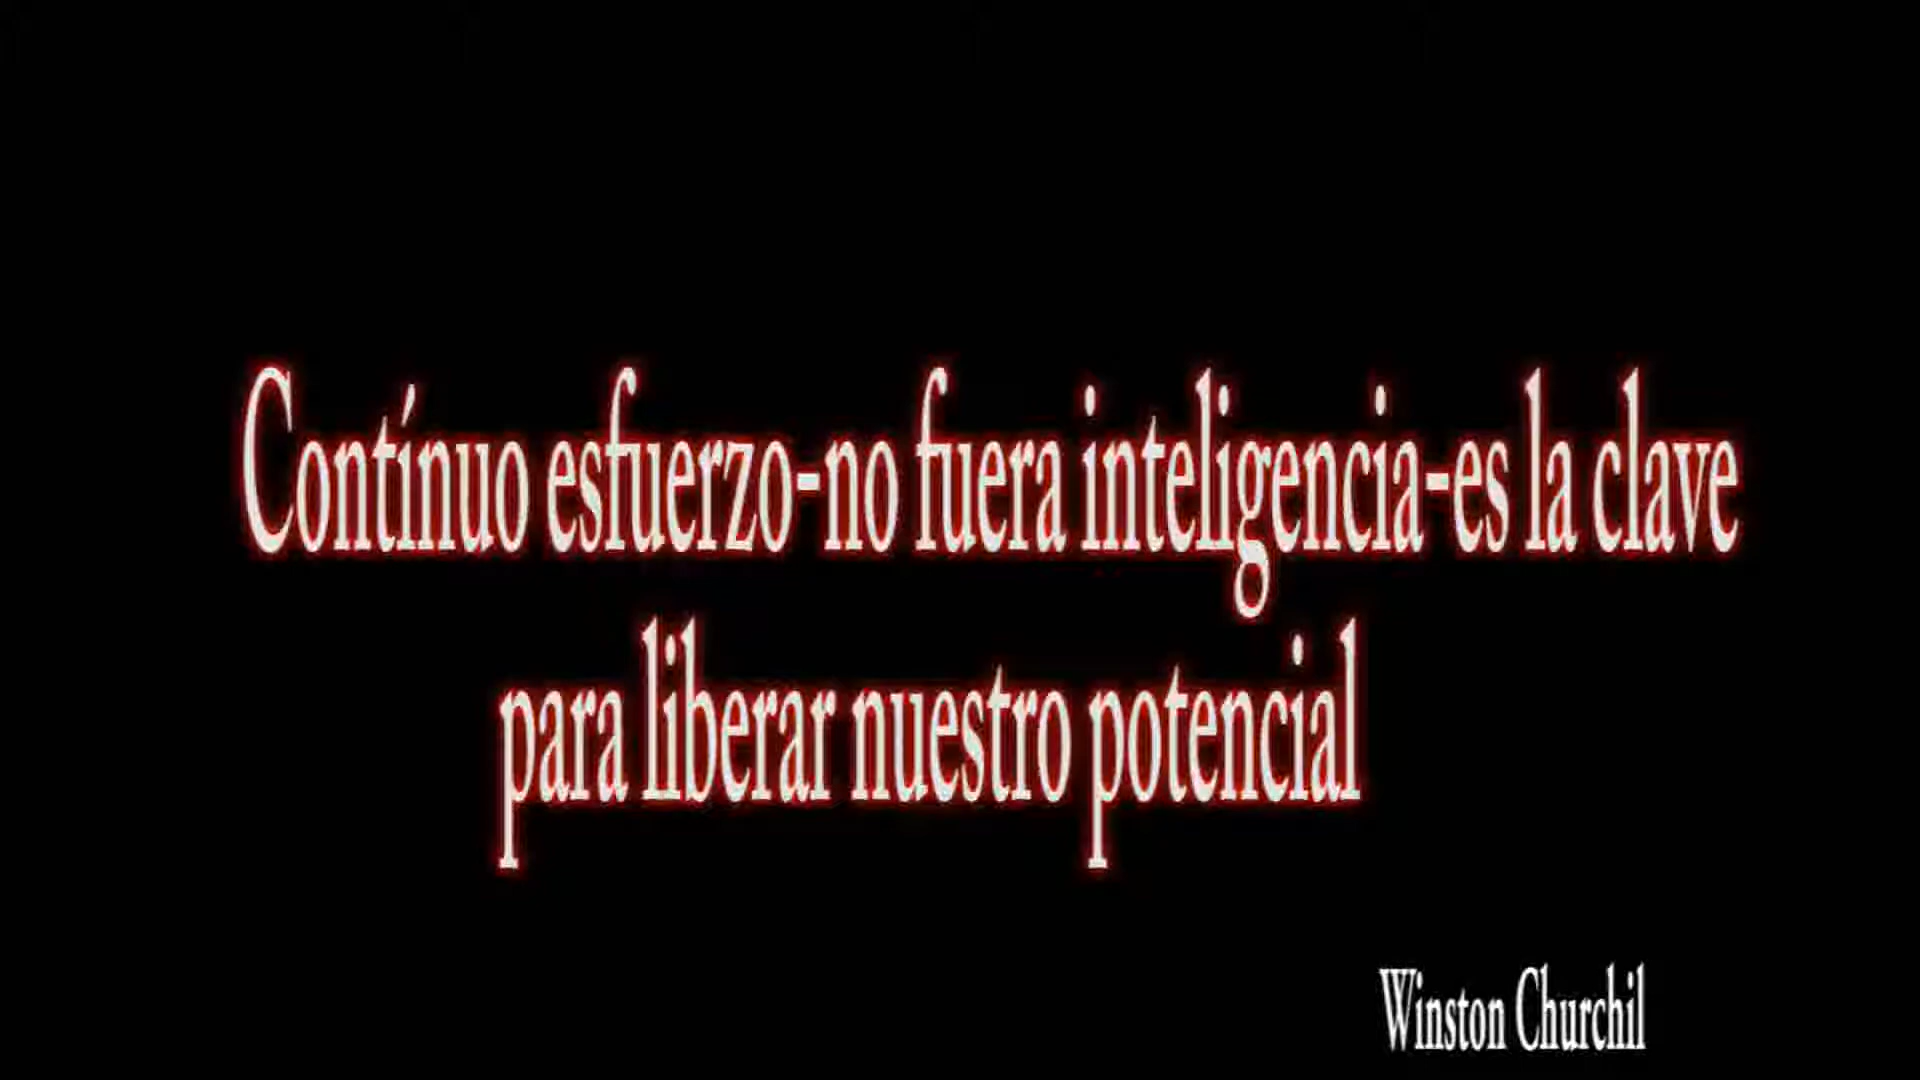 Contínuo esfuerzo-no fuera inteligencia-es la clave
para liberar nuestro potencial
Winston Churchil